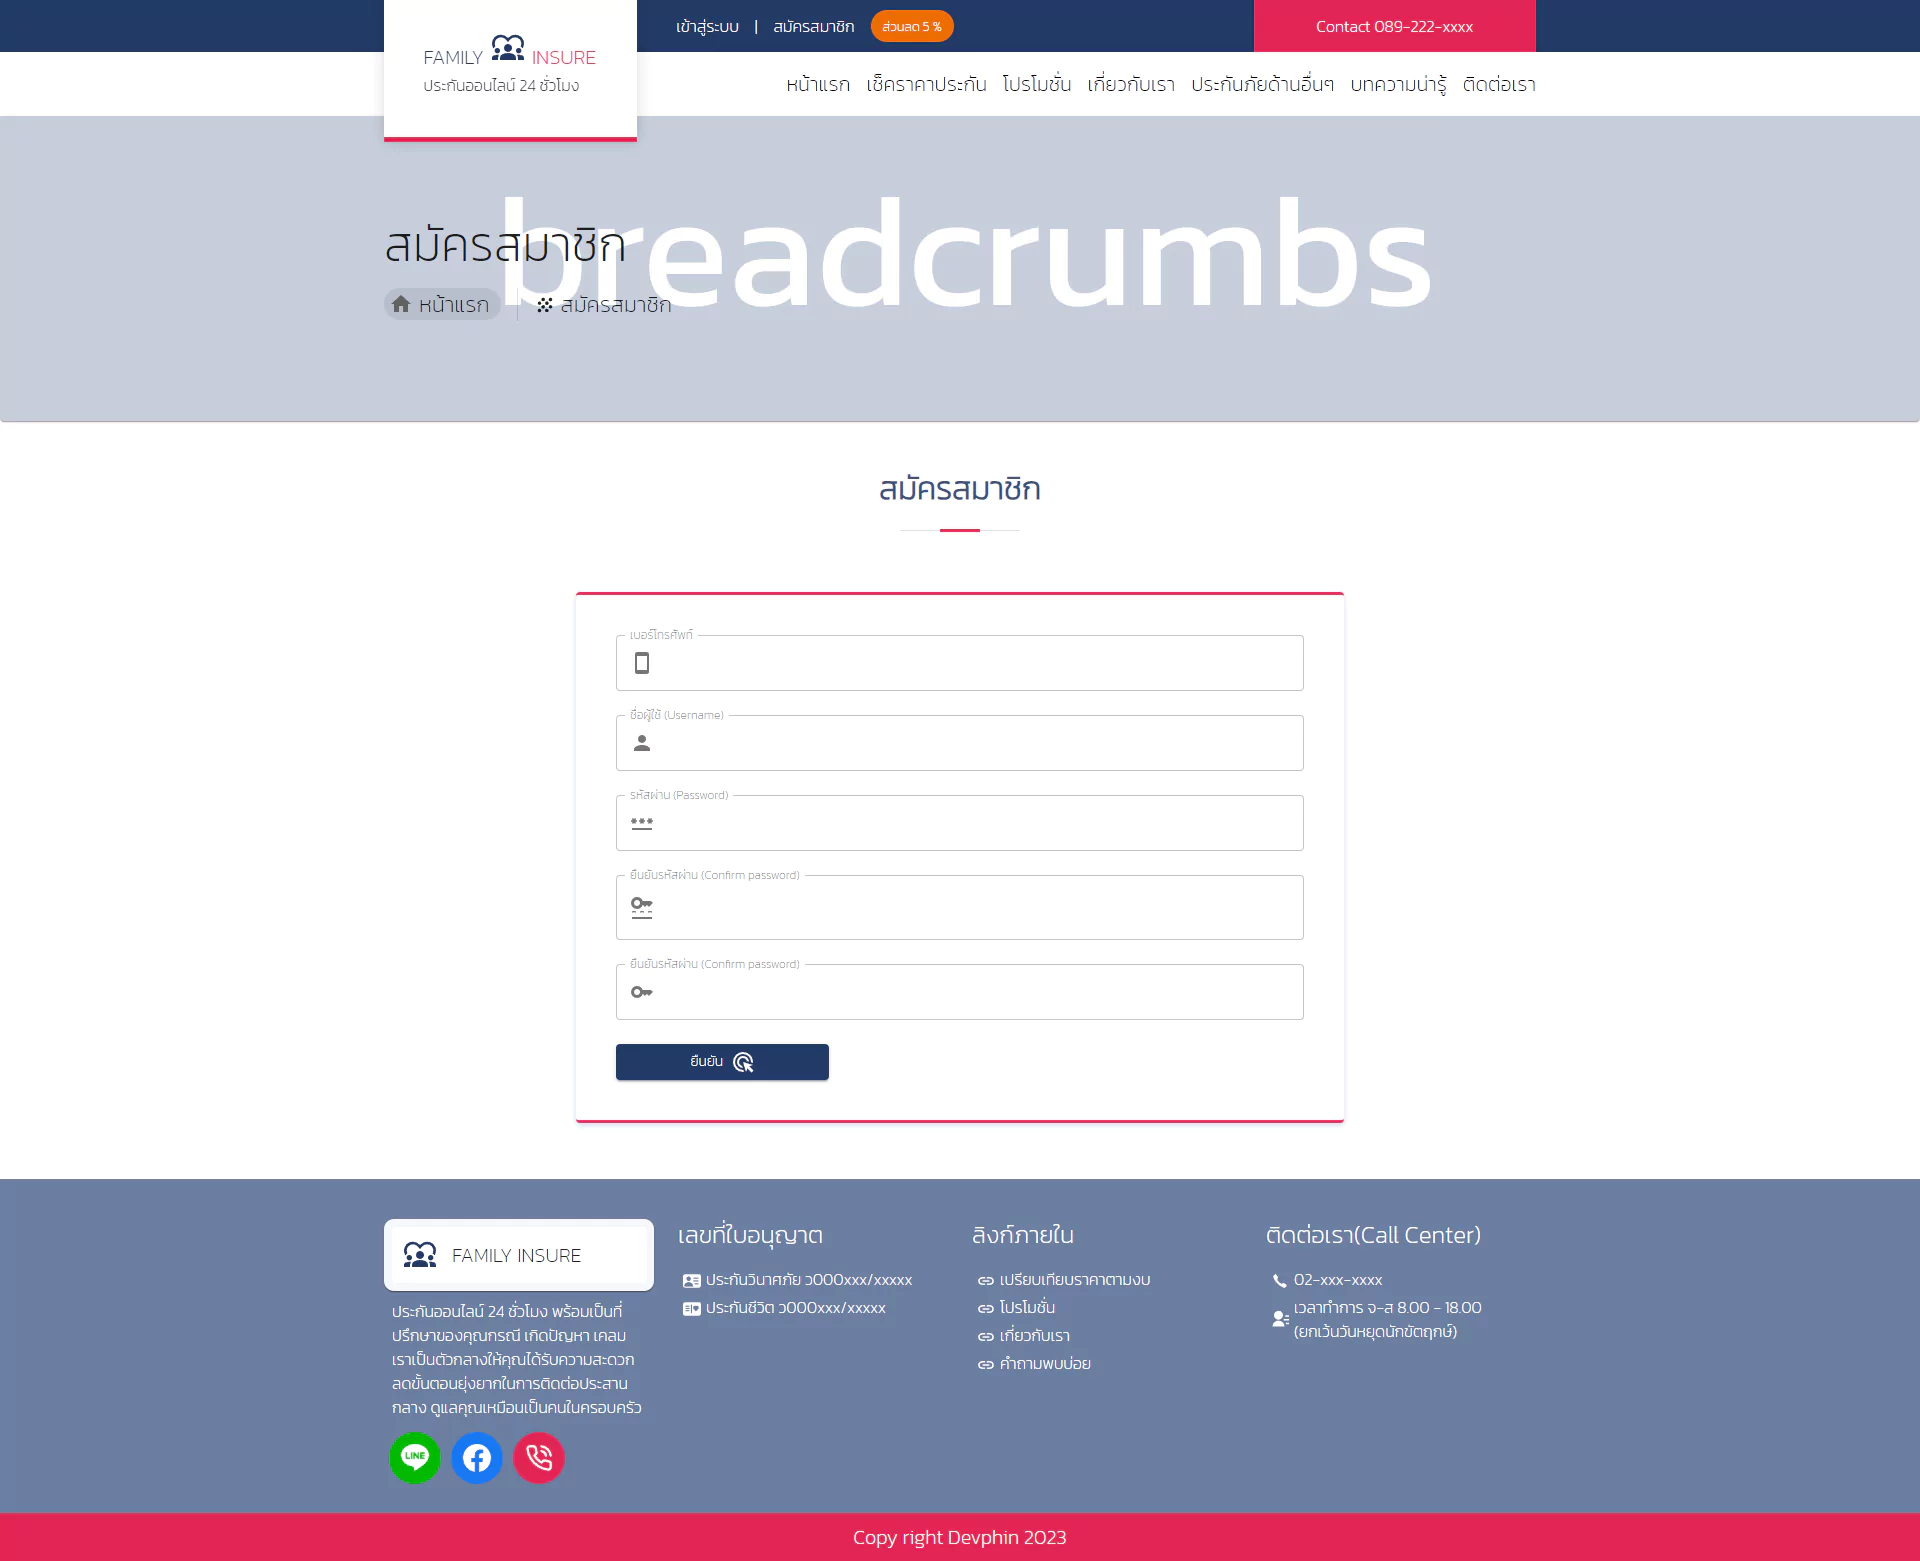 เข้าสู่ระบบ | สมัครสมาชิก ส่วนลด 5 % Contact 089-222-xxxx
FAMILY INSURE
ประกันออนไลน์ 24 ชั่วโมง
หน้าแรก เช็คราคาประกัน โปรโมชั่น เกี่ยวกับเรา ประกันภัยด้านอื่นๆ บทความน่ารู้ ติดต่อเรา
breadcrumbs
สมัครสมาชิก
หน้าแรก สมัครสมาชิก
สมัครสมาชิก
เบอร์โทรศัพท์
ชื่อผู้ใช้ (Username)
รหัสผ่าน (Password)
ยืนยันรหัสผ่าน (Confirm password)
ยืนยันรหัสผ่าน (Confirm password)
ยืนยัน
FAMILY INSURE
ประกันออนไลน์ 24 ชั่วโมง พร้อมเป็นที่
ปรึกษาของคุณกรณี เกิดปัญหา เคลม
เราเป็นตัวกลางให้คุณได้รับความสะดวก
ลดขั้นตอนยุ่งยากในการติดต่อประสาน
กลาง ดูแลคุณเหมือนเป็นคนในครอบครัว
LINE
เลขที่ใบอนุญาต
ประกันวินาศภัย ว000xxx/xxxxx
ประกันชีวิต ว000xxx/xxxxx
ลิงก์ภายใน
เปรียบเทียบราคาตามงบ
โปรโมชั่น
เกี่ยวกับเรา
คำถามพบบ่อย
ติดต่อเรา(Call Center)
02-xxx-xxxx
เวลาทำการ จ-ส 8.00 - 18.00
(ยกเว้นวันหยุดนักขัตฤกษ์)
Copy right Devphin 2023